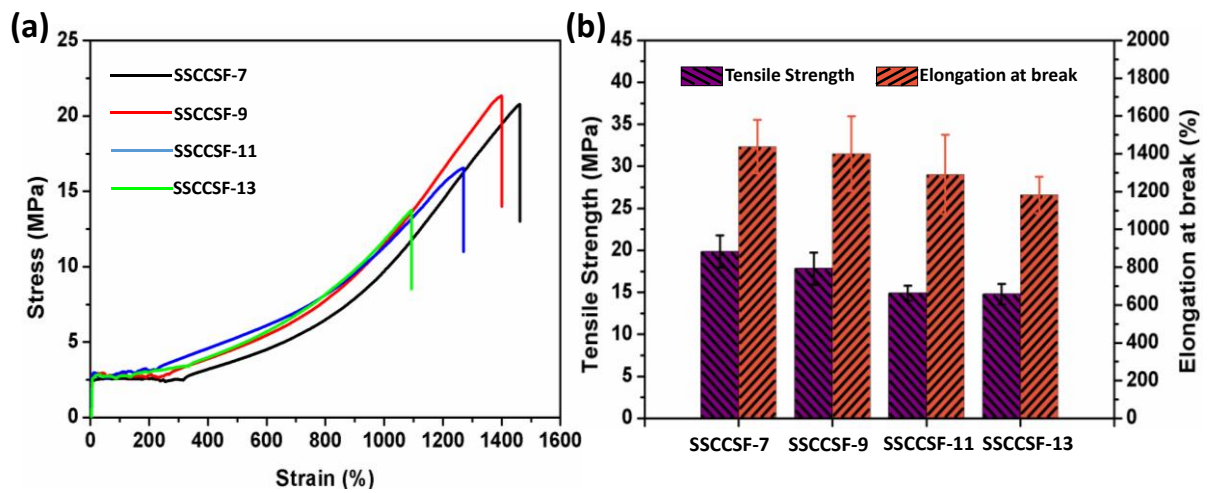 (a)
25
20
15
10
5
0
Stress (MPa)
SSCCSF-7
SSCCSF-9
SSCCSF-11
SSCCSF-13
0 200 400 600 800 1000 1200 1400 1600
Strain (%)
(b)
45
40
35
30
25
20
15
10
5
0
Tensile Strength (MPa)
Tensile Strength Elongation at break
2000
1800
1600
1400
1200
1000
800
600
400
200
0
Elongation at break (%)
SSCCSF-7 SSCCSF-9 SSCCSF-11 SSCCSF-13